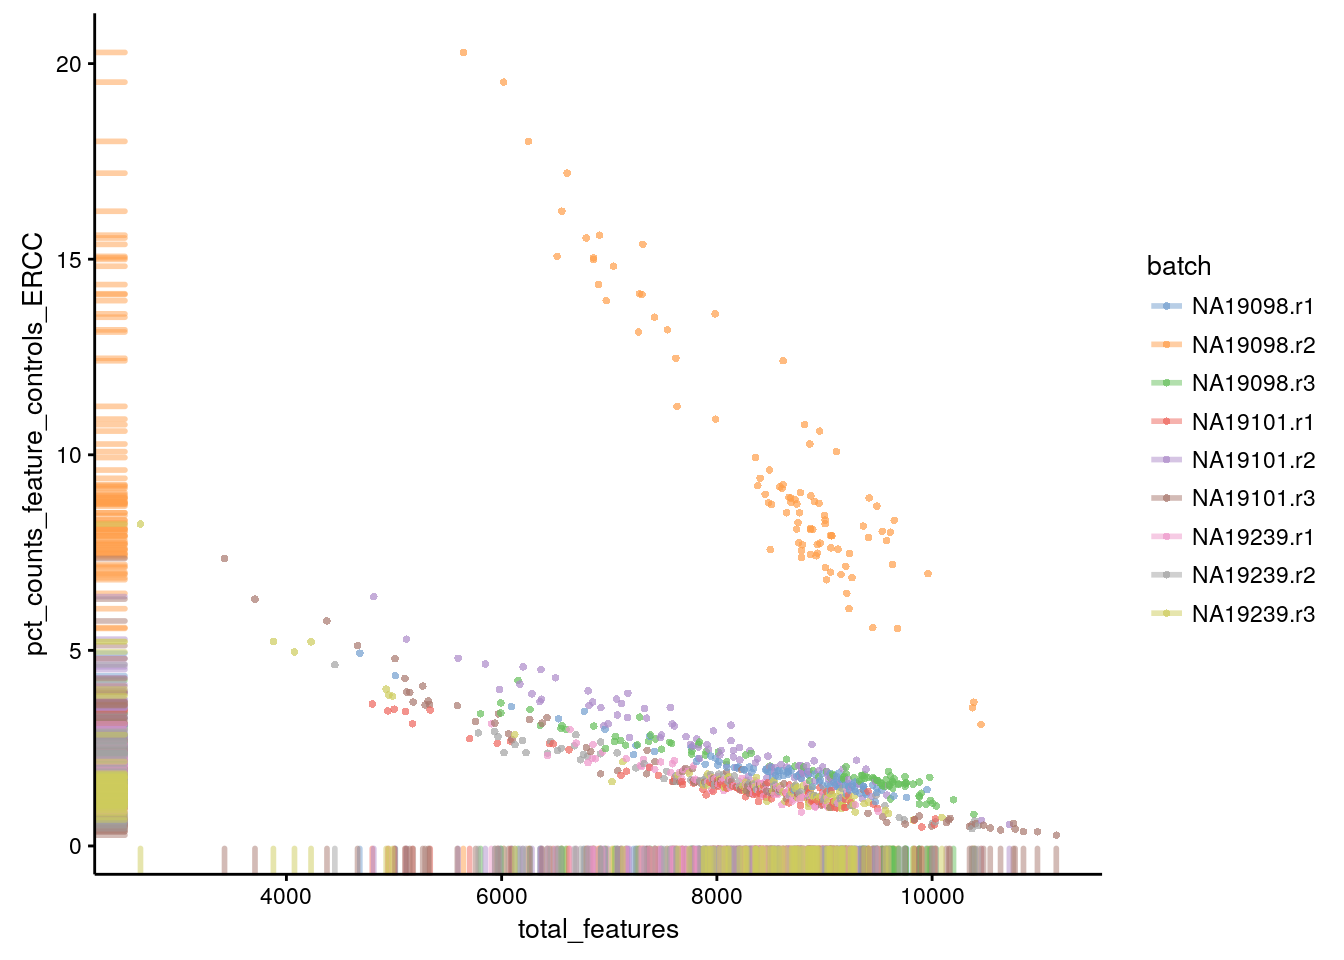 20
15
10
5
0
pct_counts_feature_controls_ERCC
4000
6000
8000
10000
total_features
batch
NA19098.r1
NA19098.r2
NA19098.r3
NA19101.r1
NA19101.r2
NA19101.r3
NA19239.r1
NA19239.r2
NA19239.r3